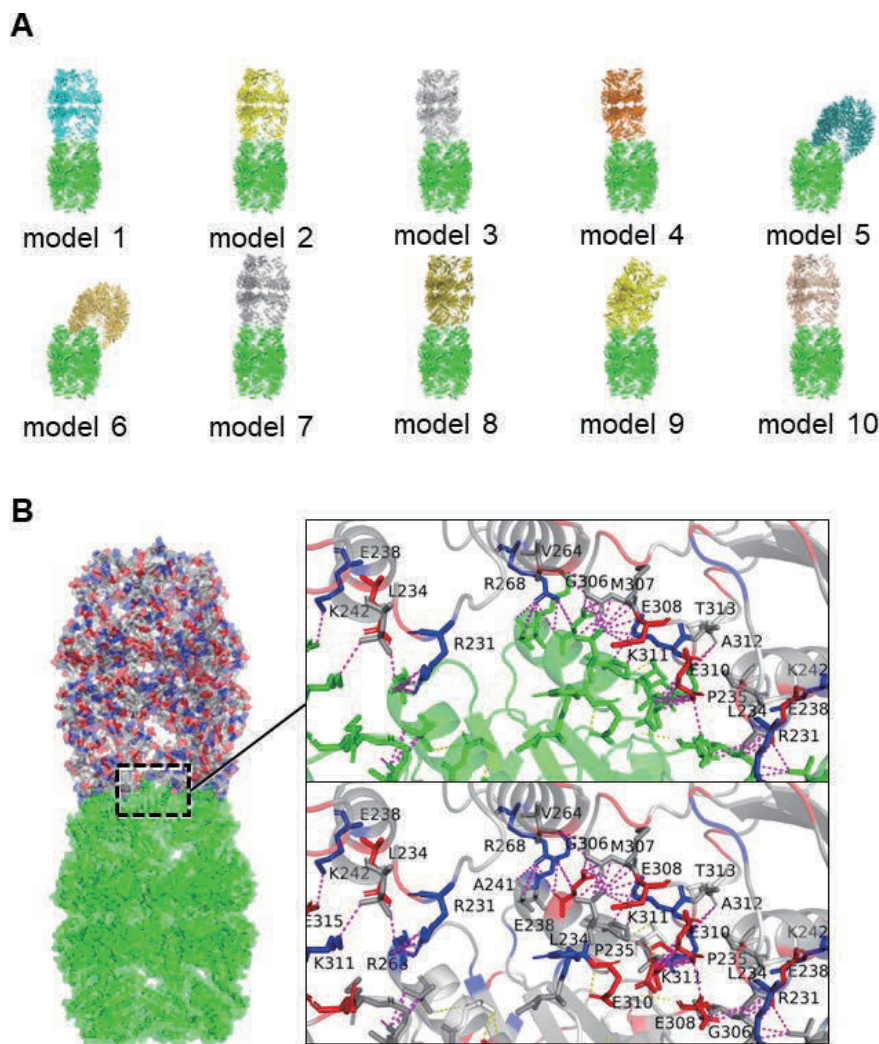 A
model 1 model 2 model 3 model 4 model 5
model 6 model 7 model 8 model 9 model 10
B
E238
L234
K242
R231
V264
R268
G306
M307
E308
T313
K311
A312
E310
P235
K242
L234
E238
R231
E238
L234
K242
R231
E315
K311
R268
V264
R268
G306
M307
A241
E308
T313
E238
K311
A312
L234
P235
E310
K242
P235
K311
L234
E238
E310
R231
E308
G306